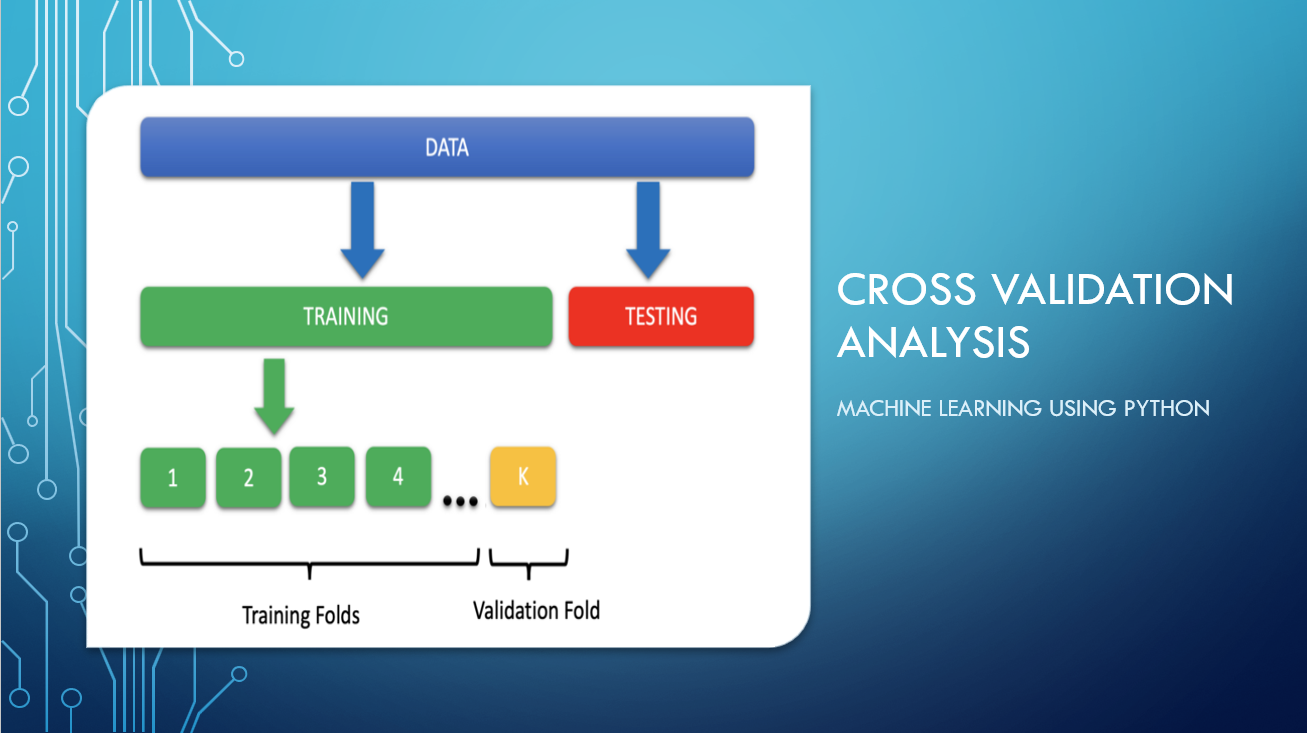 DATA
TRAINING
TESTING
1
2
3
4
K
Training Folds
Validation Fold
CROSS VALIDATION
ANALYSIS
MACHINE LEARNING USING PYTHON